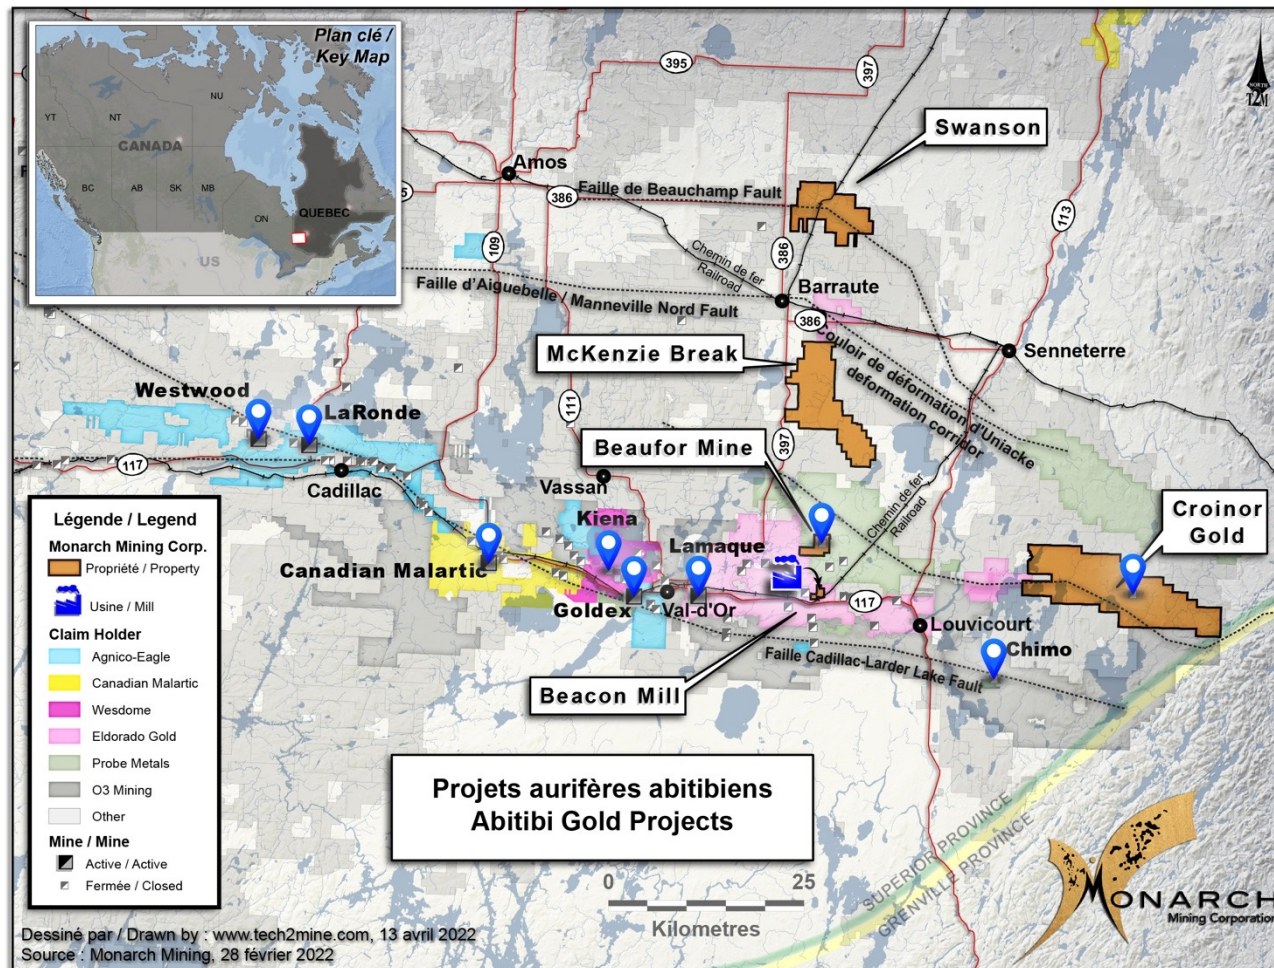 Plan clé /
Key Map
NU
YT
NT
CANADA
BC
AB
SK
MB
ON
QUEBEC
US
395
397
NORTH
T2M
Swanson
Amos
386
Faille de Beauchamp Fault
109
386
113
Chemin de fer
Railroad
Faille d'Aiguebelle / Manneville Nord Fault
Barraute
386
Senneterre
McKenzie Break
Couloir de déformation d'Uniacke
deformation corridor
Westwood
LaRonde
111
397
Beaufor Mine
117
Cadillac
Vassan
Chemin de fer
Railroad
Croinor
Gold
Kiena
Lamaque
Canadian Malartic
Goldex
Val-d'Or
117
Louvicourt
Chimo
Faille Cadillac-Larder Lake Fault
Beacon Mill
Légende / Legend
Monarch Mining Corp.
Propriété / Property
Usine / Mill
Claim Holder
Agnico-Eagle
Canadian Malartic
Wesdome
Eldorado Gold
Probe Metals
O3 Mining
Other
Mine / Mine
Active / Active
Fermée / Closed
Projets aurifères abitibiens
Abitibi Gold Projects
0 25
Kilometres
SUPERIOR PROVINCE
GRENVILLE PROVINCE
MONARCH
Mining Corporation
Dessiné par / Drawn by : www.tech2mine.com, 13 avril 2022
Source : Monarch Mining, 28 février 2022